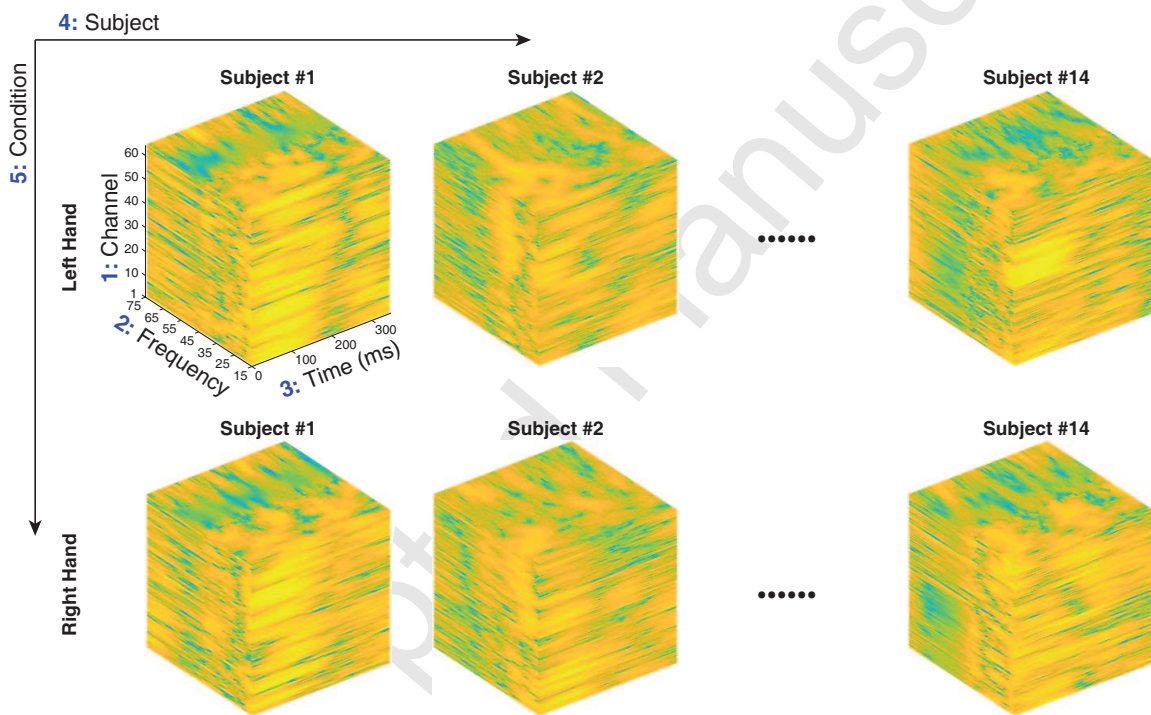 4: Subject
5: Condition
Subject #1
Subject #2
Subject #14
Left Hand
1: Channel
60
50
40
30
20
10
1
75
65
55
45
35
25
15
2: Frequency
0
100
200
300
3: Time (ms)
......
Subject #1
Subject #2
Subject #14
Right Hand
......